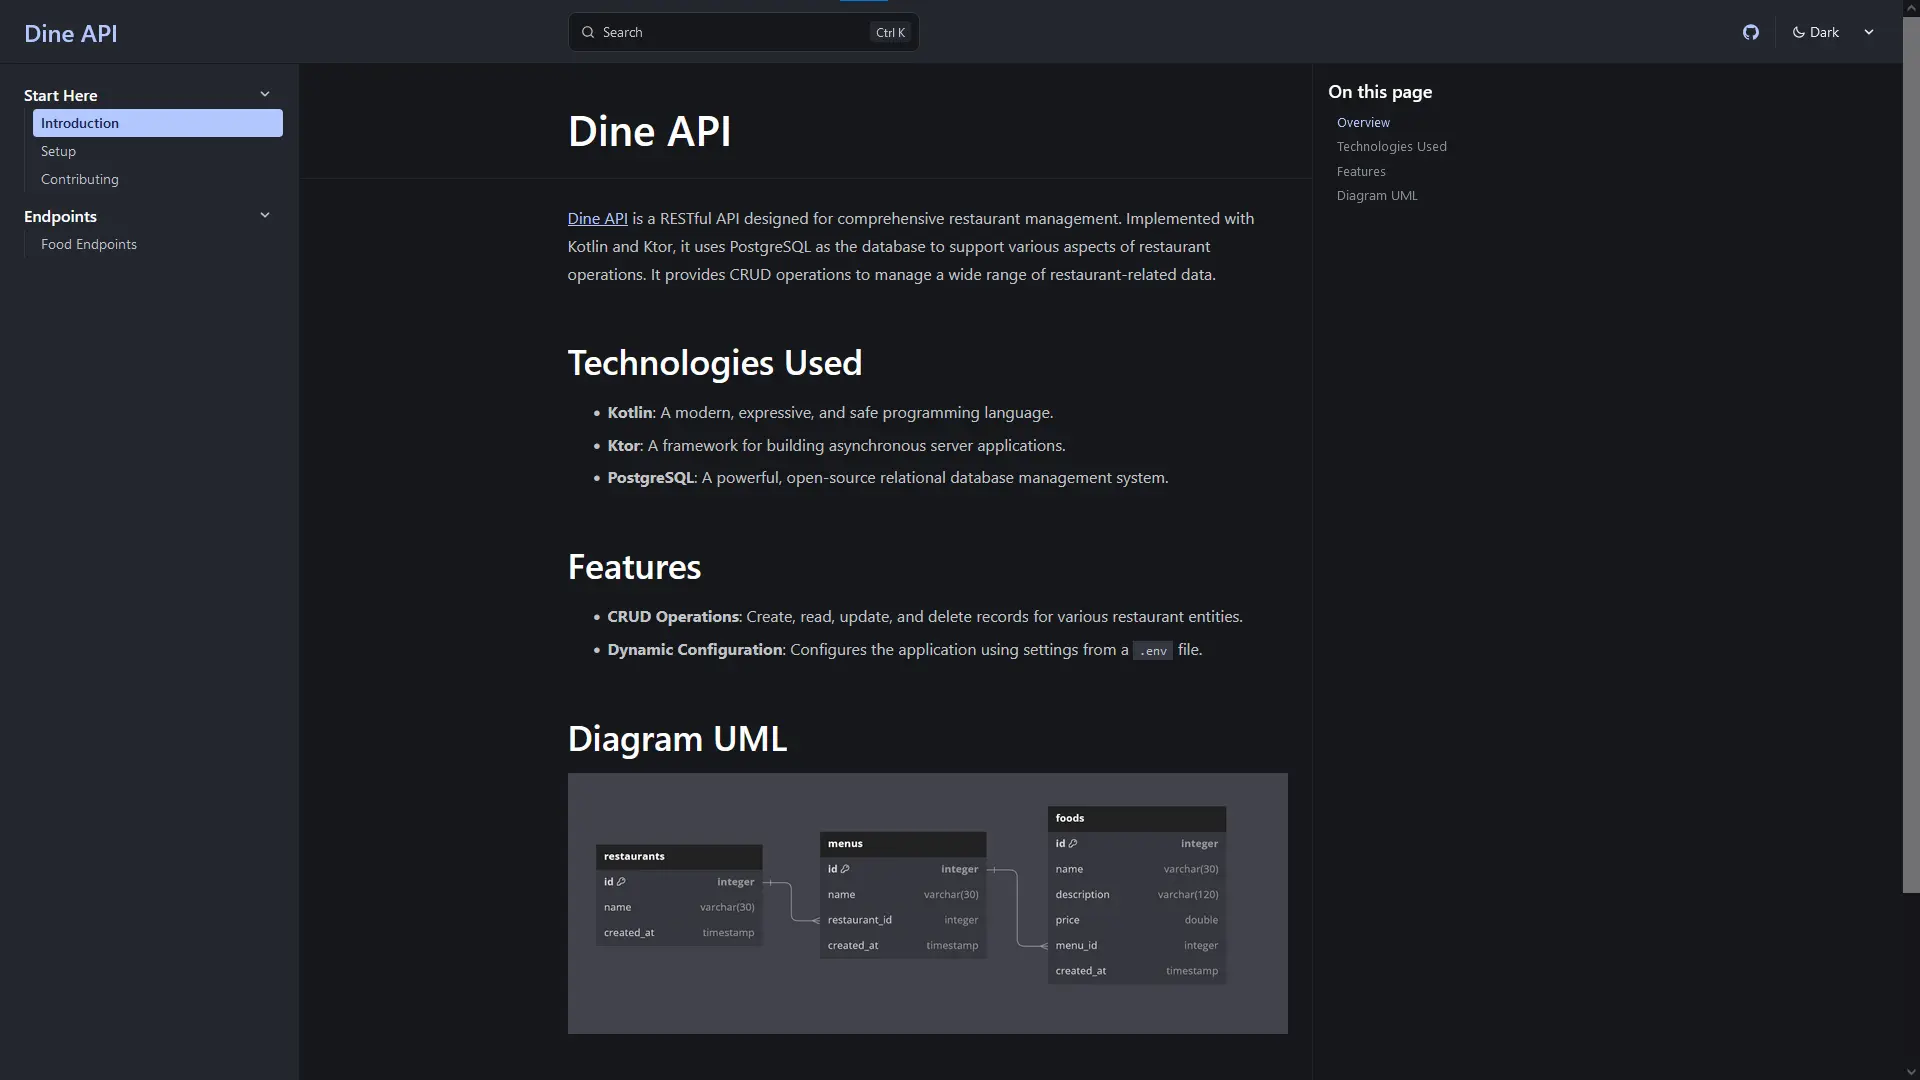 Dine API
Search
Ctrl K
Dark
Start Here
Introduction
Setup
Contributing
Endpoints
Food Endpoints
Dine API
Dine API is a RESTful API designed for comprehensive restaurant management. Implemented with
Kotlin and Ktor, it uses PostgreSQL as the database to support various aspects of restaurant
operations. It provides CRUD operations to manage a wide range of restaurant-related data.
Technologies Used
• Kotlin: A modern, expressive, and safe programming language.
• Ktor: A framework for building asynchronous server applications.
• PostgreSQL: A powerful, open-source relational database management system.
Features
• CRUD Operations: Create, read, update, and delete records for various restaurant entities.
• Dynamic Configuration: Configures the application using settings from a .env file.
Diagram UML
restaurants
id integer
name varchar(30)
created_at timestamp
menus
id integer
name varchar(30)
restaurant_id integer
created_at timestamp
foods
id integer
name varchar(30)
description varchar(120)
price double
menu_id integer
created_at timestamp
On this page
Overview
Technologies Used
Features
Diagram UML